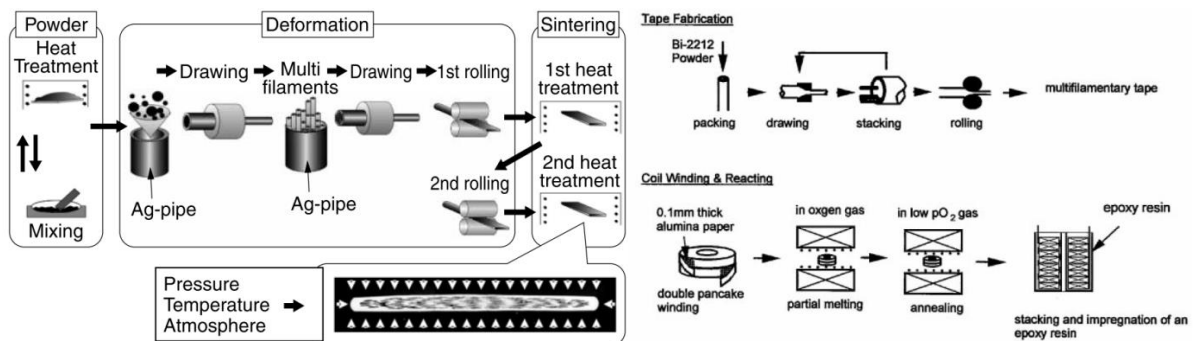 Powder
Heat
Treatment
Mixing
Deformation
Drawing
Multi
filaments
Drawing
1st rolling
Ag-pipe
Ag-pipe
2nd rolling
Sintering
1st heat
treatment
2nd heat
treatment
Pressure
Temperature
Atmosphere
Tape Fabrication
Bi-2212
Powder
packing
drawing
stacking
rolling
multifilamentary tape
Coil Winding & Reacting
0.1mm thick
alumina paper
double pancake
winding
in oxgen gas
partial melting
in low pO2 gas
annealing
epoxy resin
stacking and impregnation of an
epoxy resin